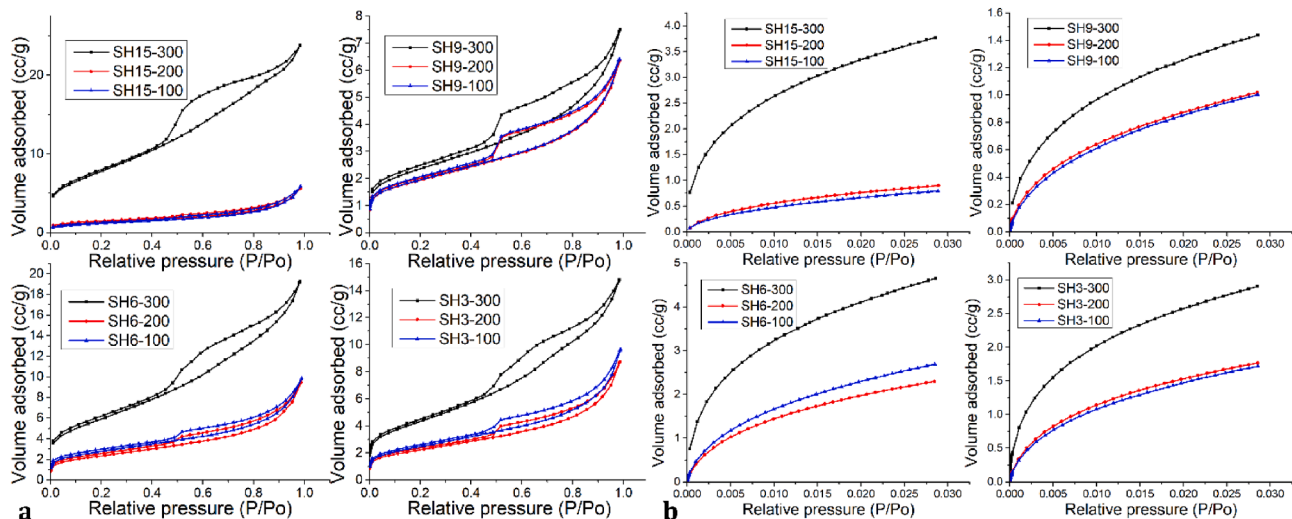 Volume adsorbed (cc/g)
20
10
0
SH15-300
SH15-200
SH15-100
0.0 0.2 0.4 0.6 0.8 1.0
Relative pressure (P/Po)
Volume adsorbed (cc/g)
8
7
6
5
4
3
2
1
0
SH9-300
SH9-200
SH9-100
0.0 0.2 0.4 0.6 0.8 1.0
Relative pressure (P/Po)
Volume adsorbed (cc/g)
4.0
3.5
3.0
2.5
2.0
1.5
1.0
0.5
0.0
SH15-300
SH15-200
SH15-100
0.000 0.005 0.010 0.015 0.020 0.025 0.030
Relative pressure (P/Po)
Volume adsorbed (cc/g)
1.6
1.4
1.2
1.0
0.8
0.6
0.4
0.2
0.0
SH9-300
SH9-200
SH9-100
0.000 0.005 0.010 0.015 0.020 0.025 0.030
Relative pressure (P/Po)
Volume adsorbed (cc/g)
20
18
16
14
12
10
8
6
4
2
0
SH6-300
SH6-200
SH6-100
0.0 0.2 0.4 0.6 0.8 1.0
Relative pressure (P/Po)
Volume adsorbed (cc/g)
16
14
12
10
8
6
4
2
0
SH3-300
SH3-200
SH3-100
0.0 0.2 0.4 0.6 0.8 1.0
Relative pressure (P/Po)
Volume adsorbed (cc/g)
5
4
3
2
1
0
SH6-300
SH6-200
SH6-100
0.000 0.005 0.010 0.015 0.020 0.025 0.030
Relative pressure (P/Po)
Volume adsorbed (cc/g)
3.0
2.5
2.0
1.5
1.0
0.5
0.0
SH3-300
SH3-200
SH3-100
0.000 0.005 0.010 0.015 0.020 0.025 0.030
Relative pressure (P/Po)
a
b